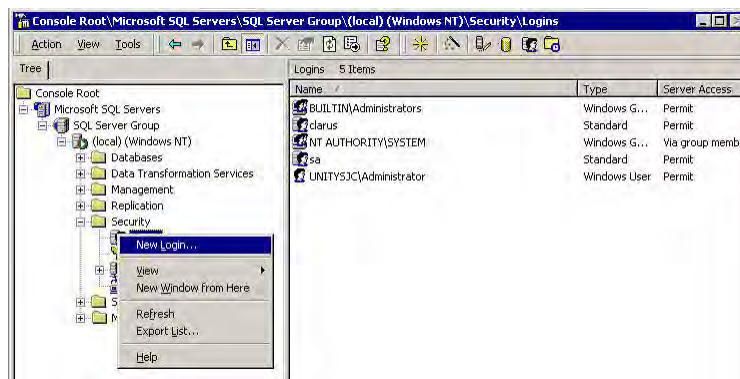 Console Root\Microsoft SQL Servers\SQL Server Group\(local) (Windows NT)\Security\Logins
Action View Tools
Tree
Logins 5 Items
Console Root
Microsoft SQL Servers
SQL Server Group
(local) (Windows NT)
Databases
Data Transformation Services
Management
Replication
Security
S
New Login...
View
New Window from Here
Refresh
Export List...
Help
Name Type Server Access
BUILTIN\Administrators Windows G... Permit
clarus Standard Permit
NT AUTHORITY\SYSTEM Windows G... Via group memb
sa Standard Permit
UNITYSJC\Administrator Windows User Permit